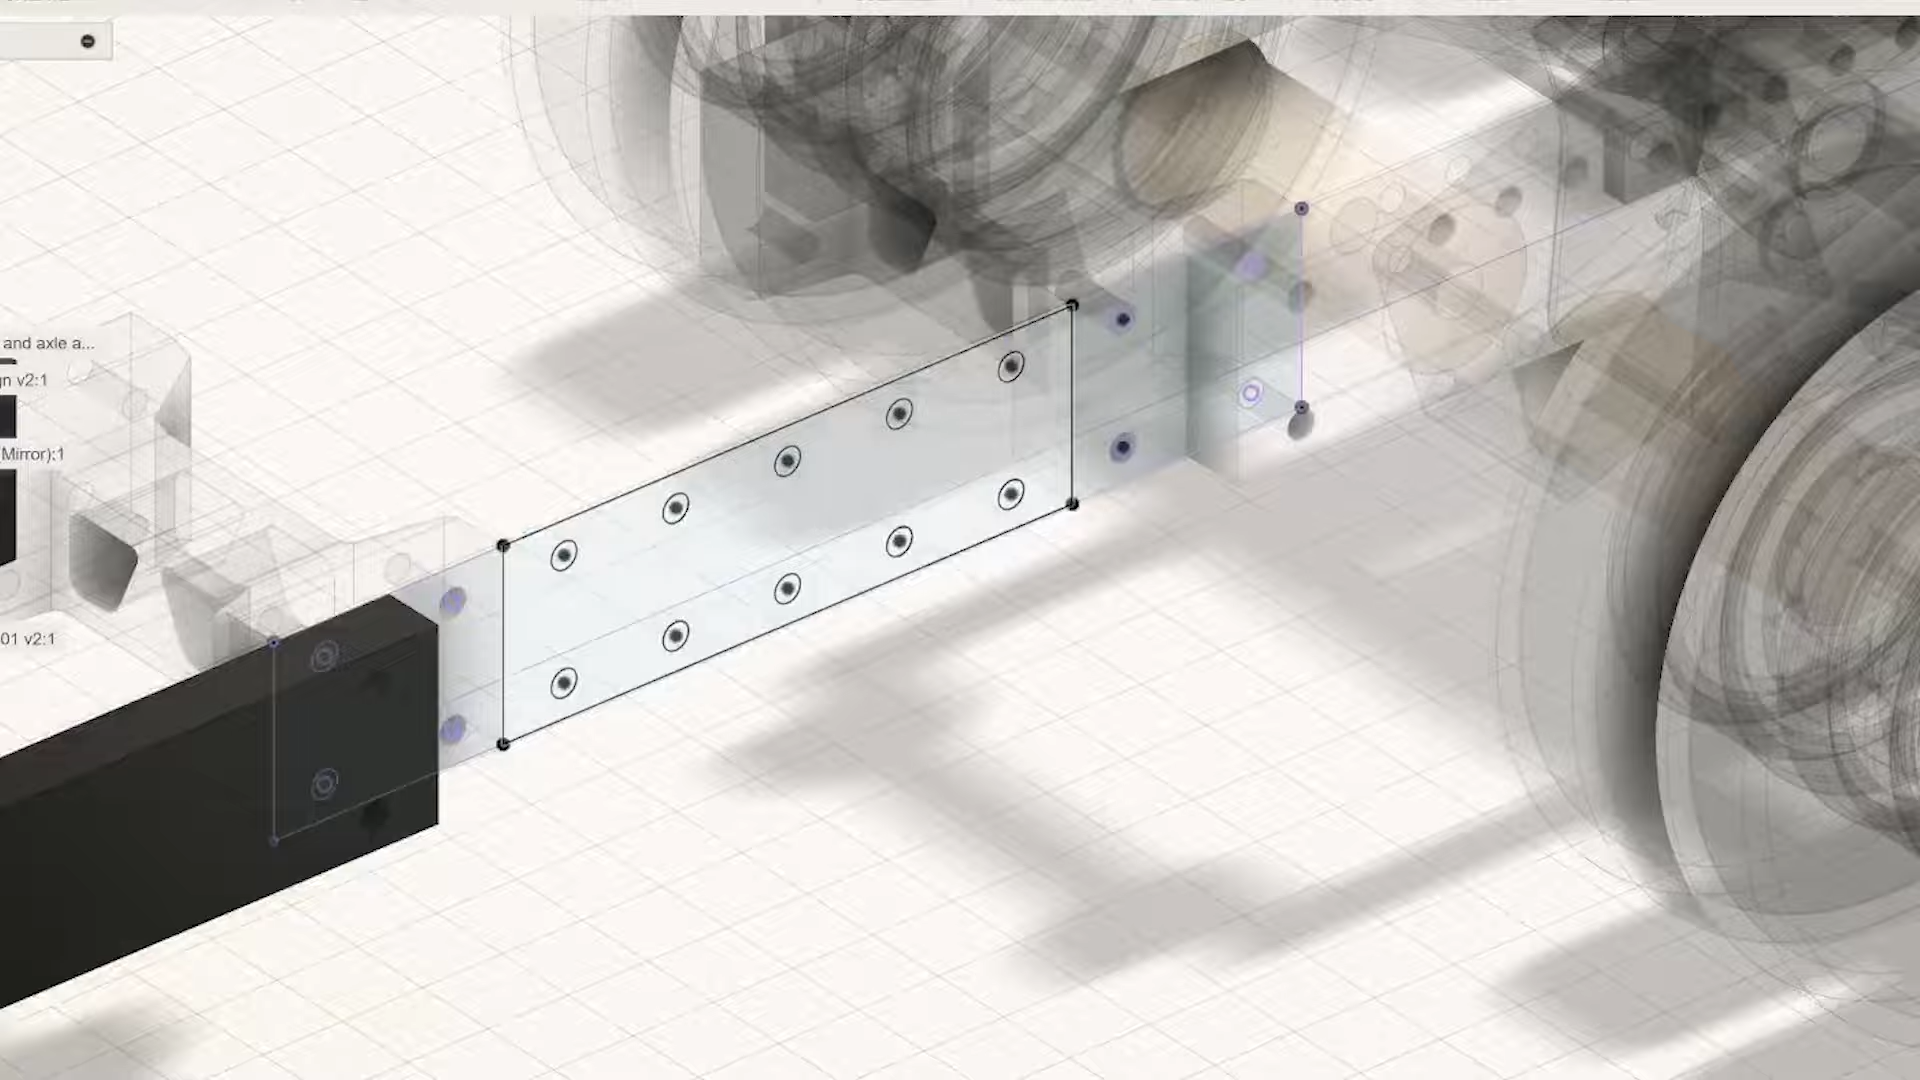 and axle a...
gn v2:1
(Mirror):1
01 v2:1